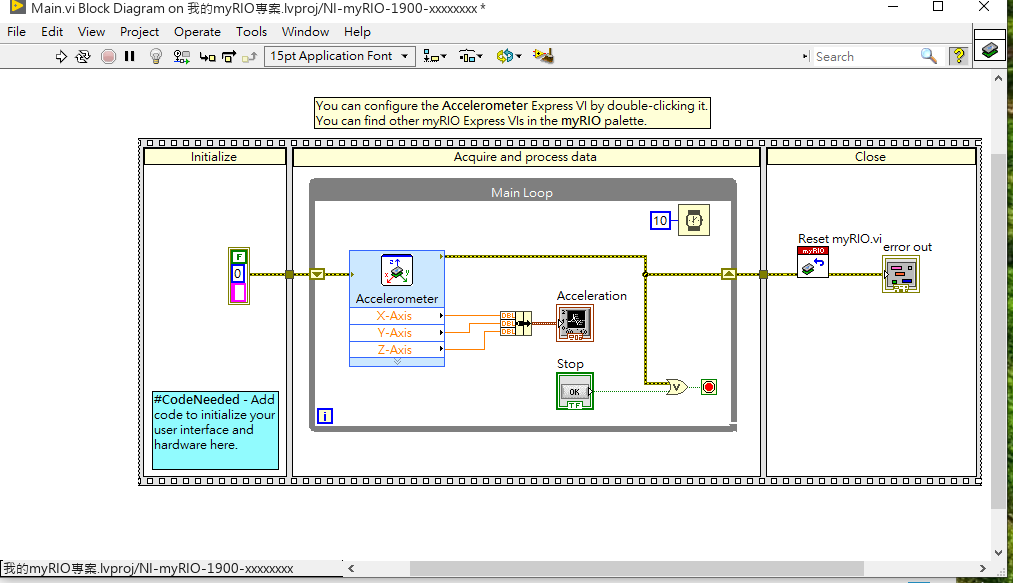 Main.vi Block Diagram on 我的myRIO專案.lvproj/NI-myRIO-1900-xxxxxxxx *
File Edit View Project Operate Tools Window Help
15pt Application Font
Search
?
You can configure the Accelerometer Express VI by double-clicking it.
You can find other myRIO Express VIs in the myRIO palette.
Initialize
Acquire and process data
Close
Main Loop
10
Reset myRIO.vi
myRIO
error out
F
0
Accelerometer
X-Axis
Y-Axis
Z-Axis
DBL
DBL
DBL
Acceleration
Stop
OK
TF
V
i
#CodeNeeded - Add
code to initialize your
user interface and
hardware here.
我的myRIO專案.lvproj/NI-myRIO-1900-xxxxxxxx